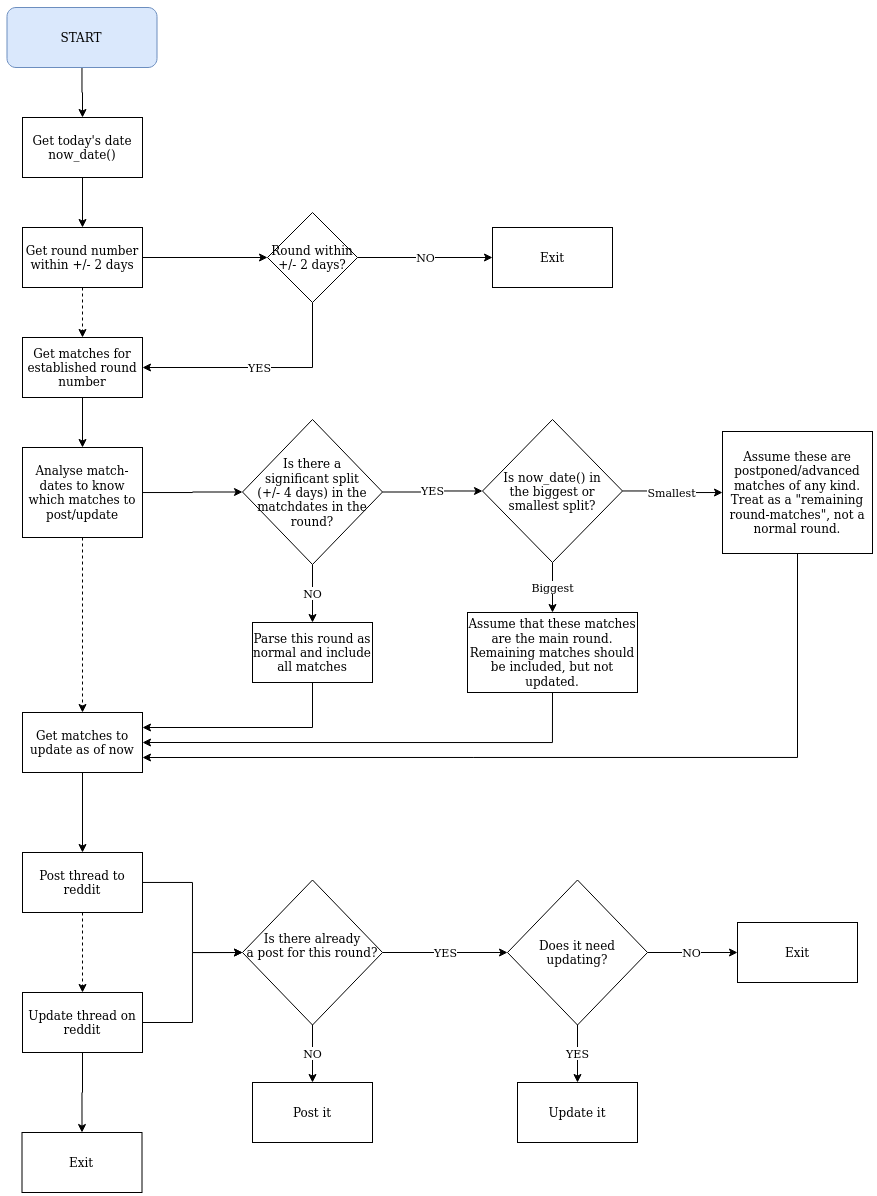 START
Get today's date
now_date()
Get round number
within +/- 2 days
Round within
+/- 2 days?
NO
Exit
YES
Get matches for
established round
number
Analyse match-
dates to know
which matches to
post/update
Is there a
significant split
(+/- 4 days) in the
matchdates in the
round?
YES
Is now_date() in
the biggest or
smallest split?
Smallest
Assume these are
postponed/advanced
matches of any kind.
Treat as a "remaining
round-matches", not a
normal round.
NO
Biggest
Parse this round as
normal and include
all matches
Assume that these matches
are the main round.
Remaining matches should
be included, but not
updated.
Get matches to
update as of now
Post thread to
reddit
Is there already
a post for this round?
YES
Does it need
updating?
NO
Exit
Update thread on
reddit
NO
YES
Post it
Update it
Exit